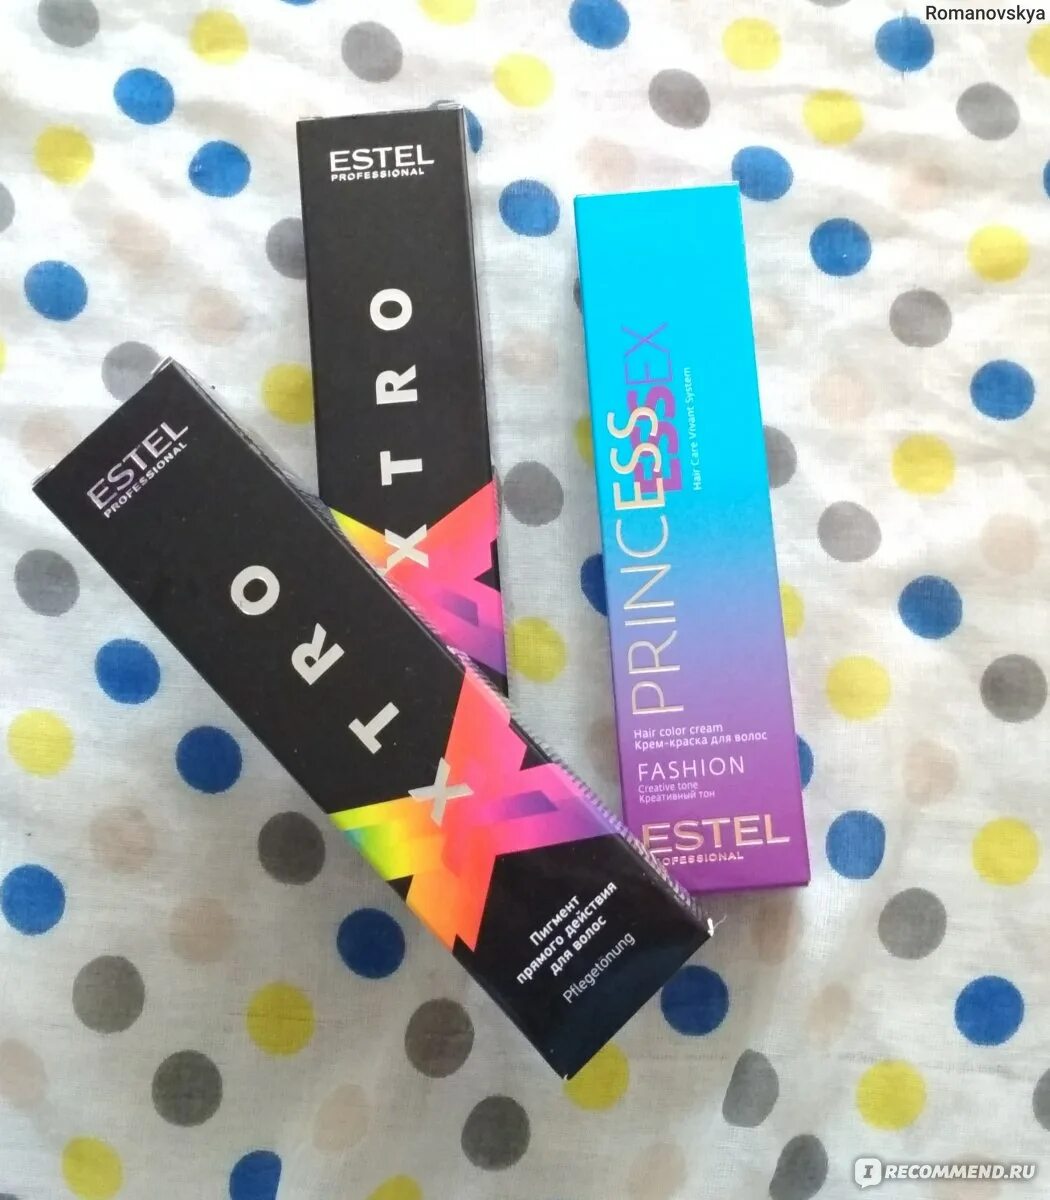 Romanovskya
ESTEL
PROFESSIONAL
XTRO
ESTEL
PROFESSIONAL
XTRO
Пигмент
прямого действия
для волос
Pflegetönung
PRINCESS
ESSEX
Hair Care Vivant System
Hair color cream
Крем-краска для волос
FASHION
Creative tone
Креативный тон
ESTEL
PROFESSIONAL
IRECOMMEND.RU